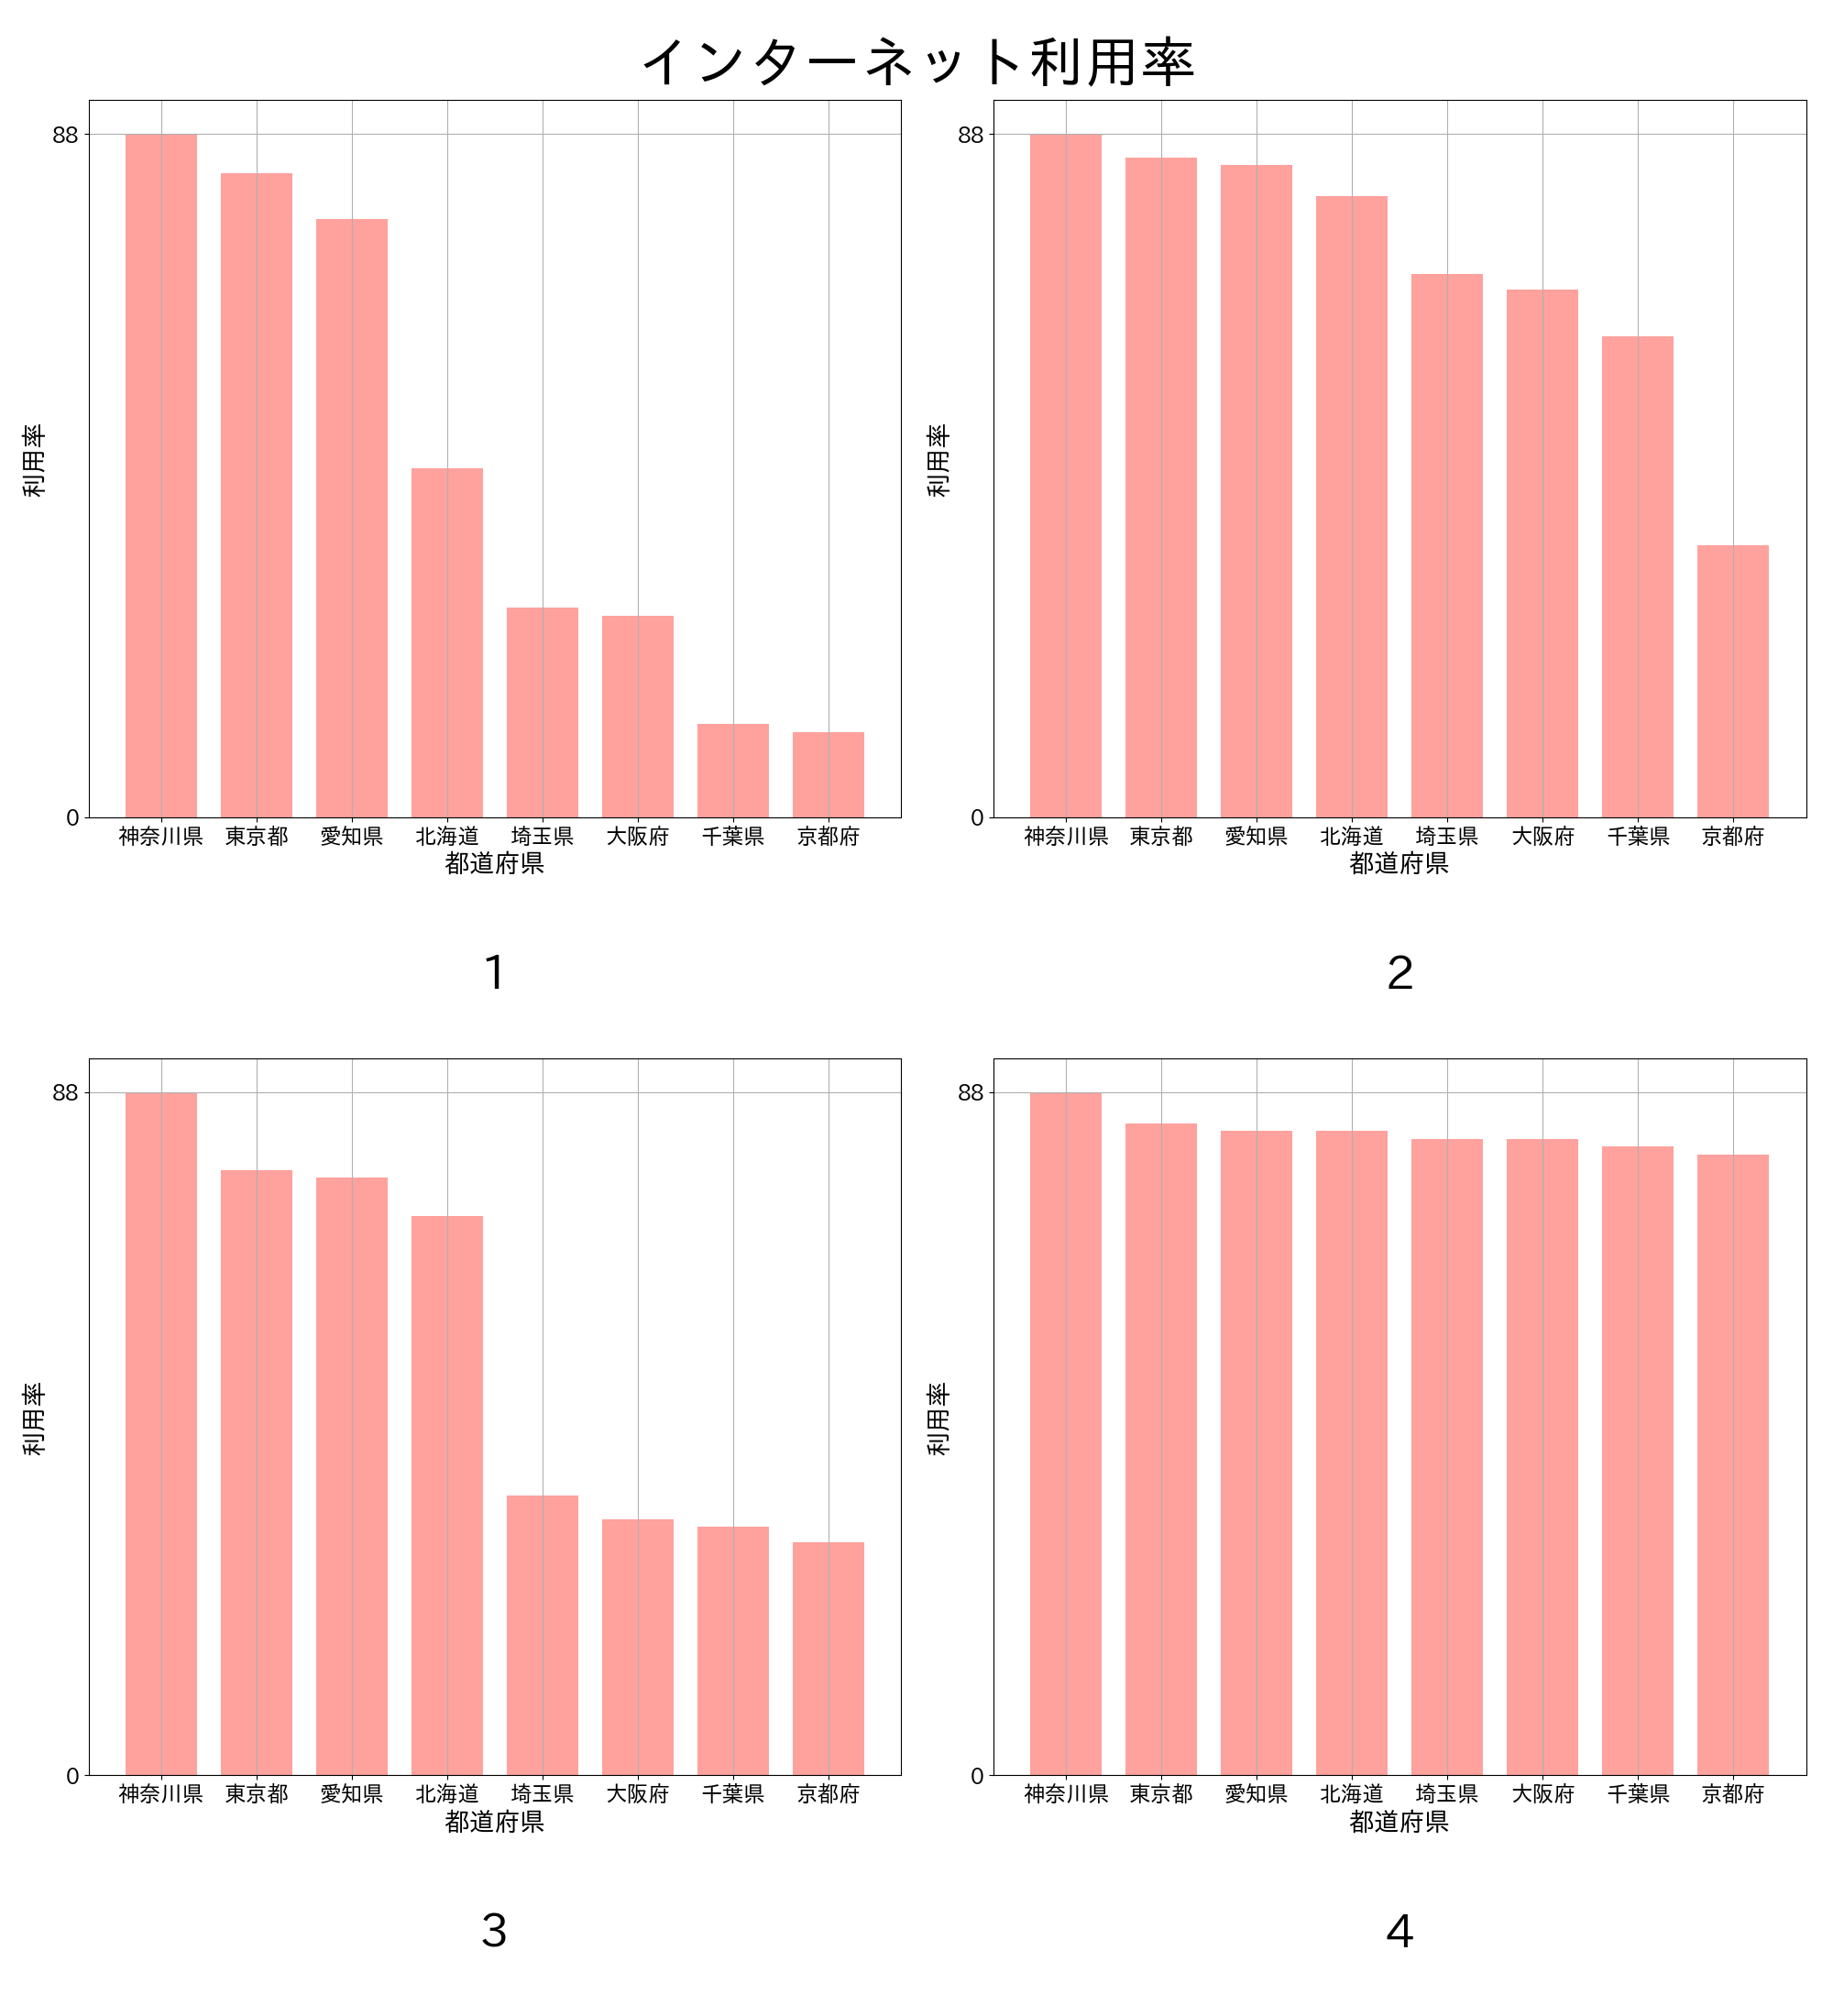 インターネット利用率
88
0
利用率
神奈川県 東京都 愛知県 北海道 埼玉県 大阪府 千葉県 京都府
都道府県
1
88
0
利用率
神奈川県 東京都 愛知県 北海道 埼玉県 大阪府 千葉県 京都府
都道府県
2
88
0
利用率
神奈川県 東京都 愛知県 北海道 埼玉県 大阪府 千葉県 京都府
都道府県
3
88
0
利用率
神奈川県 東京都 愛知県 北海道 埼玉県 大阪府 千葉県 京都府
都道府県
4